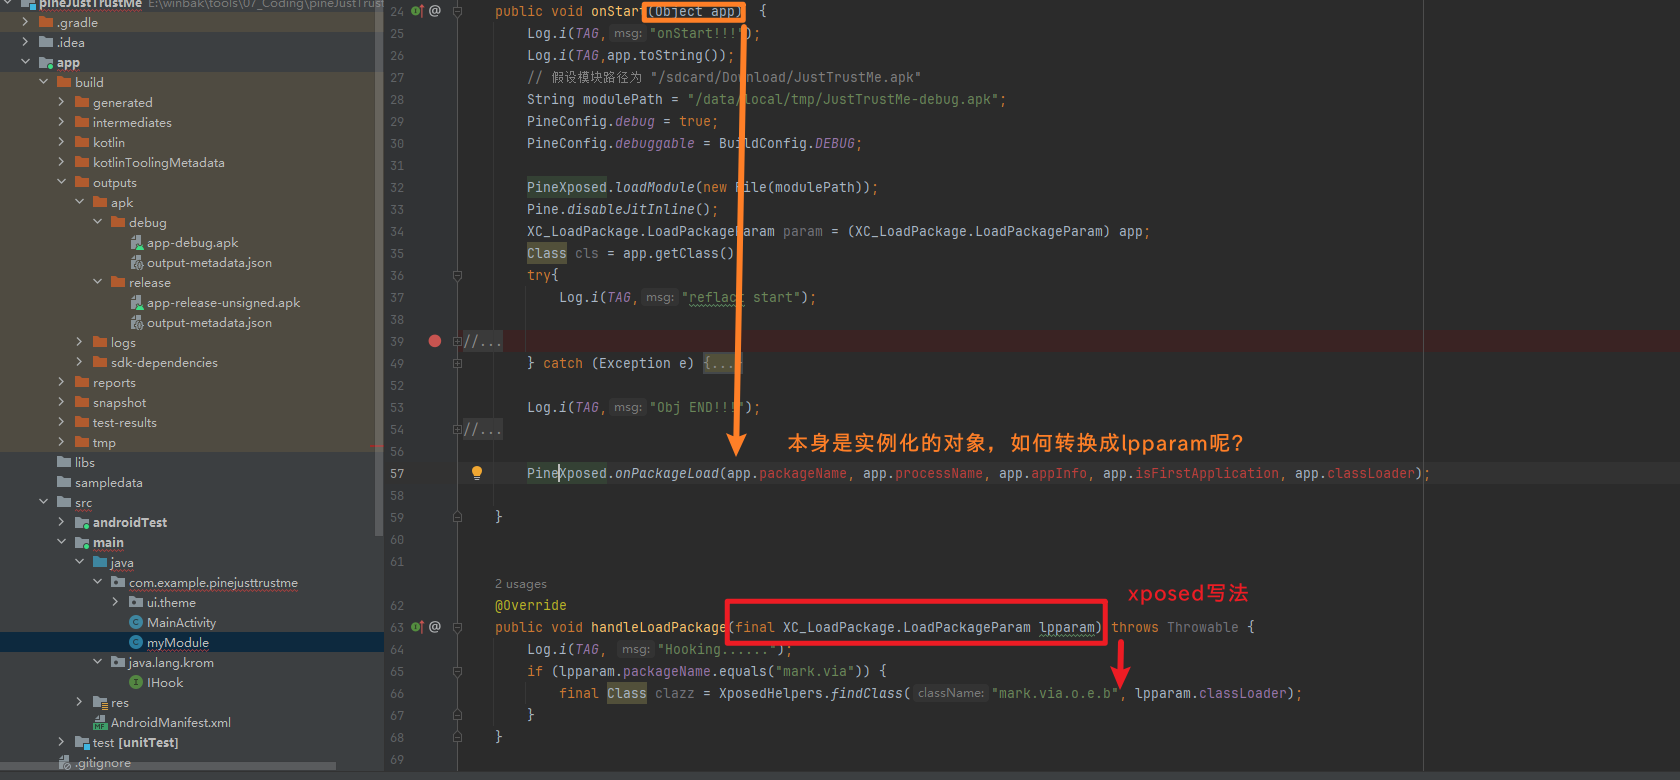 pineJustTrustMe E:\winbak\tools\07_Coding\pineJustTrust
.gradle
.idea
app
build
generated
intermediates
kotlin
kotlinToolingMetadata
outputs
apk
debug
app-debug.apk
output-metadata.json
release
app-release-unsigned.apk
output-metadata.json
logs
sdk-dependencies
reports
snapshot
test-results
tmp
libs
sampledata
src
androidTest
main
java
com.example.pinejusttrustme
ui.theme
MainActivity
myModule
java.lang.krom
IHook
res
AndroidManifest.xml
test [unitTest]
.gitignore
24 public void onStart(Object app) {
25 Log.i(TAG, msg: "onStart!!!");
26 Log.i(TAG,app.toString());
27 // 假设模块路径为 "/sdcard/Download/JustTrustMe.apk"
28 String modulePath = "/data/local/tmp/JustTrustMe-debug.apk";
29 PineConfig.debug = true;
30 PineConfig.debuggable = BuildConfig.DEBUG;
31
32 PineXposed.loadModule(new File(modulePath));
33 Pine.disableJitInline();
34 XC_LoadPackage.LoadPackageParam param = (XC_LoadPackage.LoadPackageParam) app;
35 Class cls = app.getClass()
36 try{
37 Log.i(TAG, msg: "reflact start");
38
39 //...
49 } catch (Exception e) {...
52
53 Log.i(TAG, msg: "Obj END!!!");
54 //...
56
本身是实例化的对象，如何转换成lpparam呢?
57 PineXposed.onPackageLoad(app.packageName, app.processName, app.appInfo, app.isFirstApplication, app.classLoader);
58
59 }
60
61
2 usages
xposed写法
62 @Override
63 public void handleLoadPackage(final XC_LoadPackage.LoadPackageParam lpparam) throws Throwable {
64 Log.i(TAG, msg: "Hooking......");
65 if (lpparam.packageName.equals("mark.via")) {
66 final Class clazz = XposedHelpers.findClass( className: "mark.via.o.e.b", lpparam.classLoader);
67 }
68 }
69